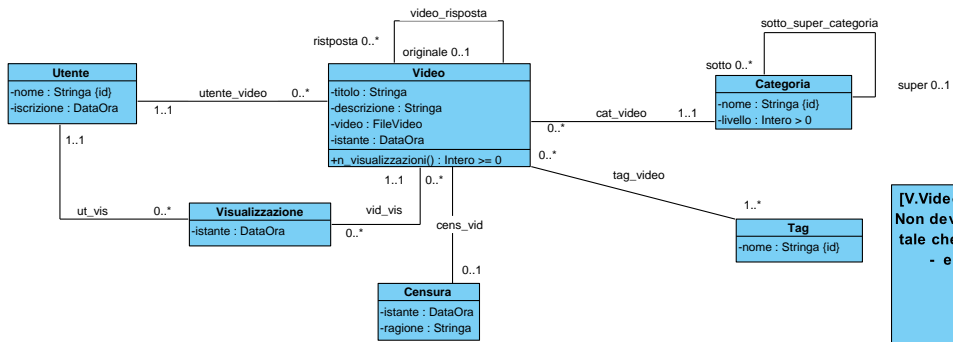 video_risposta
ristposta 0..*
originale 0..1
sotto_super_categoria
sotto 0..*
super 0..1
Utente
-nome : Stringa {id}
-iscrizione : DataOra
utente_video
1..1
0..*
Video
-titolo : Stringa
-descrizione : Stringa
-video : FileVideo
-istante : DataOra
+n_visualizzazioni() : Intero >= 0
cat_video
0..*
1..1
Categoria
-nome : Stringa {id}
-livello : Intero > 0
1..1
ut_vis
0..*
Visualizzazione
-istante : DataOra
vid_vis
0..*
1..1
0..*
cens_vid
0..1
Censura
-istante : DataOra
-ragione : Stringa
0..*
tag_video
1..*
Tag
-nome : Stringa {id}
tale che
- e